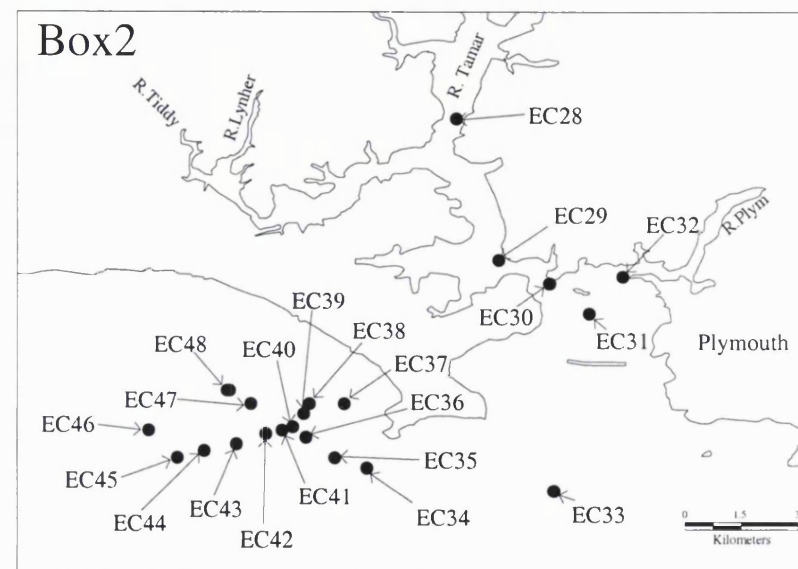 Box2
R. Tiddy
R.Lynher
R. Tamar
EC28
EC29
EC32
R.Plym
EC30
EC31
Plymouth
EC39
EC38
EC40
EC37
EC48
EC47
EC36
EC46
EC45
EC44
EC43
EC42
EC41
EC35
EC34
EC33
0 1.5 3
Kilometers